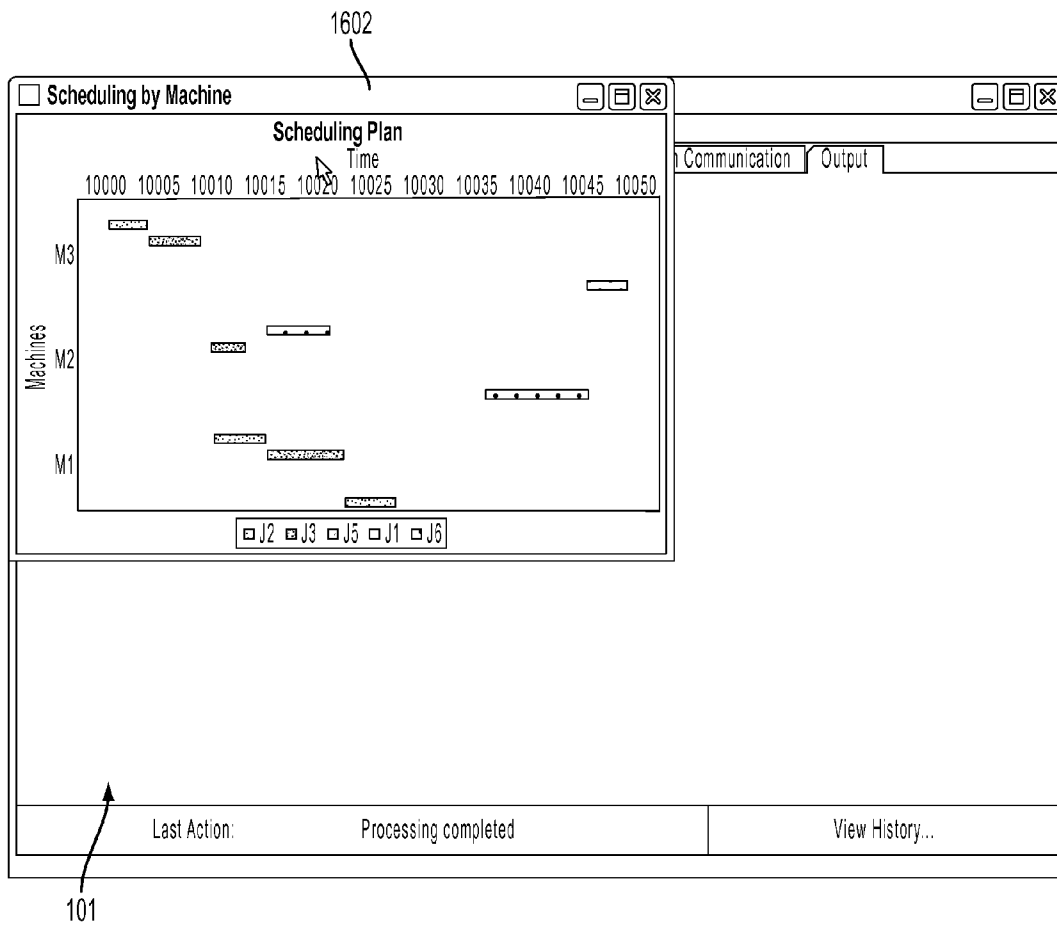 1602
Scheduling by Machine
Scheduling Plan
Time
n Communication Output
10000 10005 10010 10015 10020 10025 10030 10035 10040 10045 10050
M3
Machines
M2
M1
J2 J3 J5 J1 J6
Last Action: Processing completed View History...
101